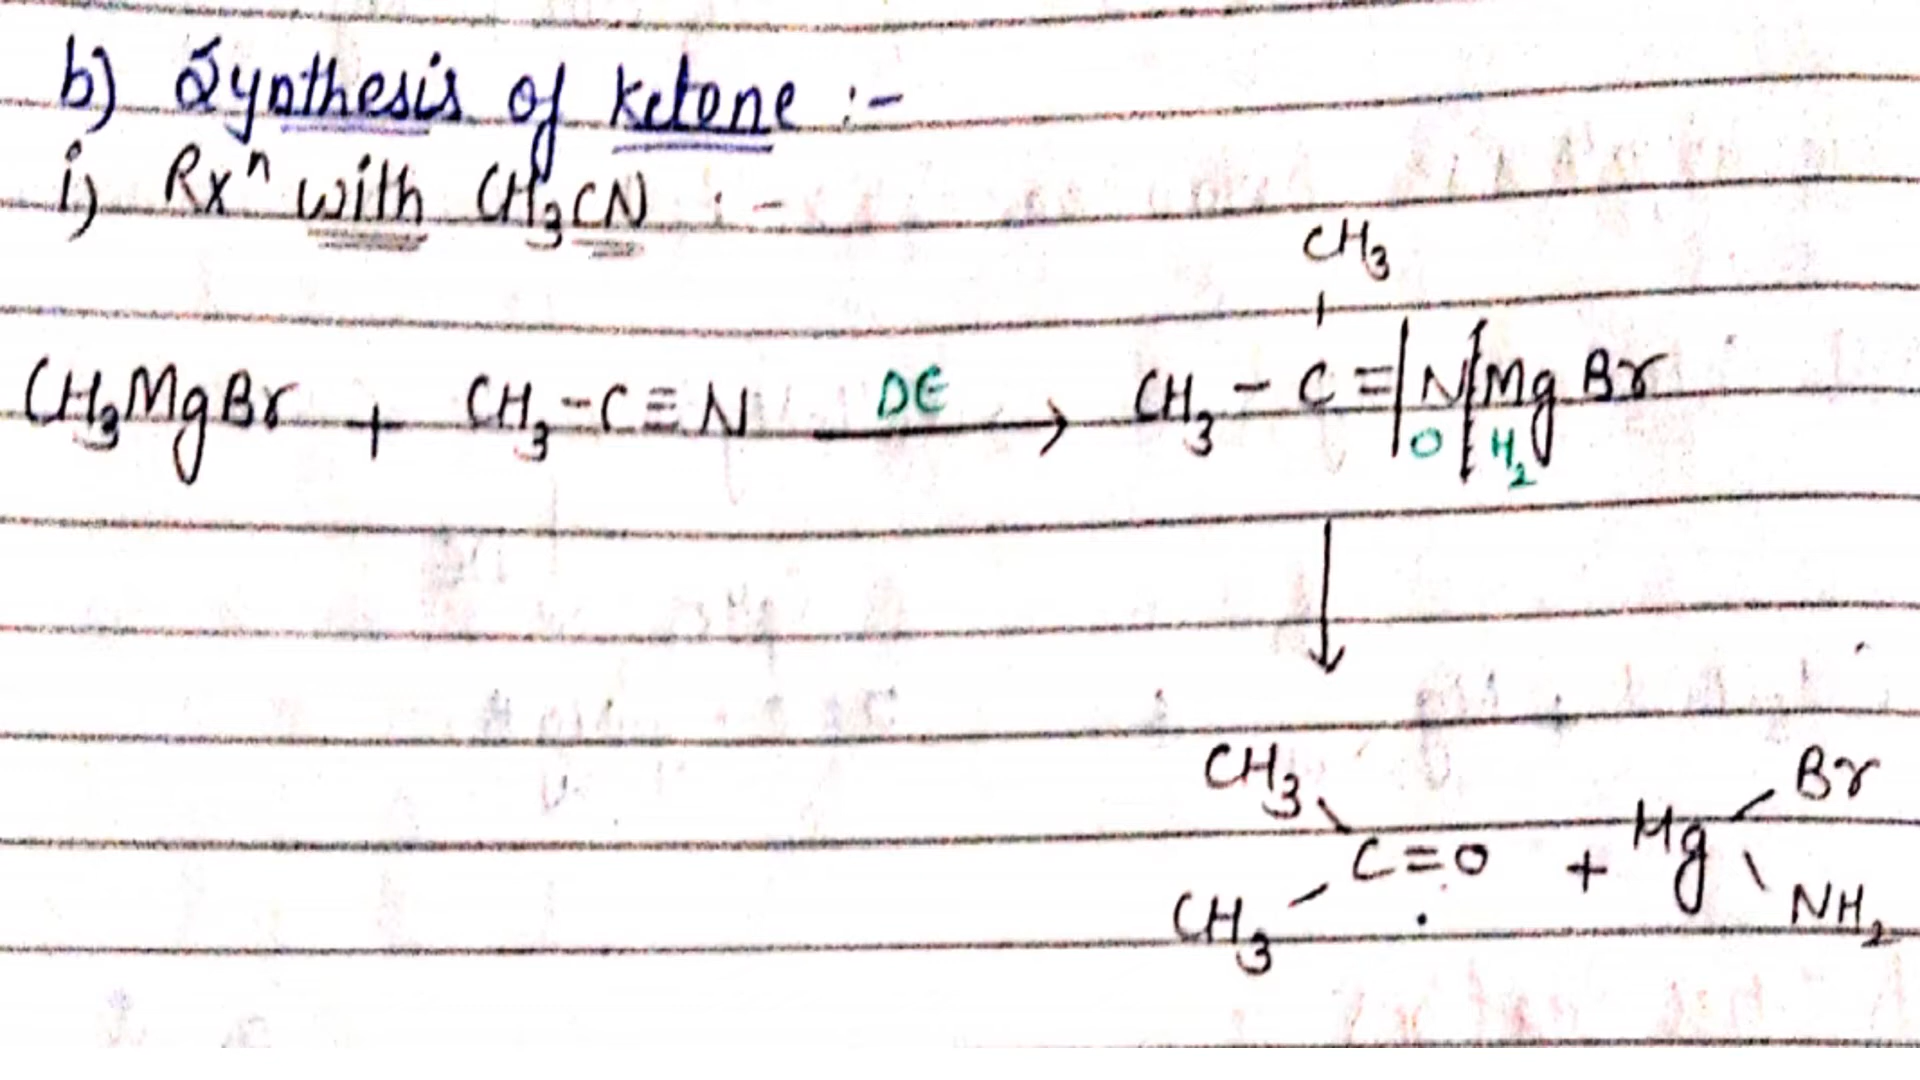 b) Synthesis of ketone :-
i) Rxⁿ with CH₃CN :-
CH₃
CH₃MgBr + CH₃-C≡N DE → CH₃-C=|N|MgBr
O H₂
↓
CH₃ Br
C=O + Mg
CH₃ NH₂